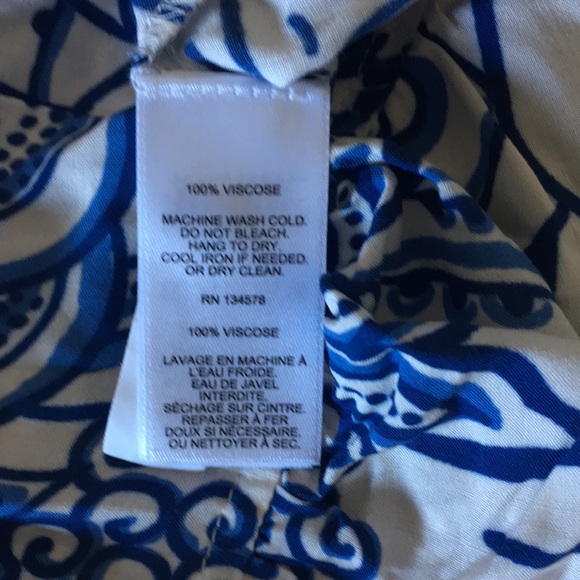 100% VISCOSE
MACHINE WASH COLD.
DO NOT BLEACH.
HANG TO DRY.
COOL IRON IF NEEDED.
OR DRY CLEAN.
RN 134578
100% VISCOSE
LAVAGE EN MACHINE À
L'EAU FROIDE.
EAU DE JAVEL
INTERDITE.
SÉCHAGE SUR CINTRE.
REPASSER À FER
DOUX SI NÉCESSAIRE.
OU NETTOYER À SEC.